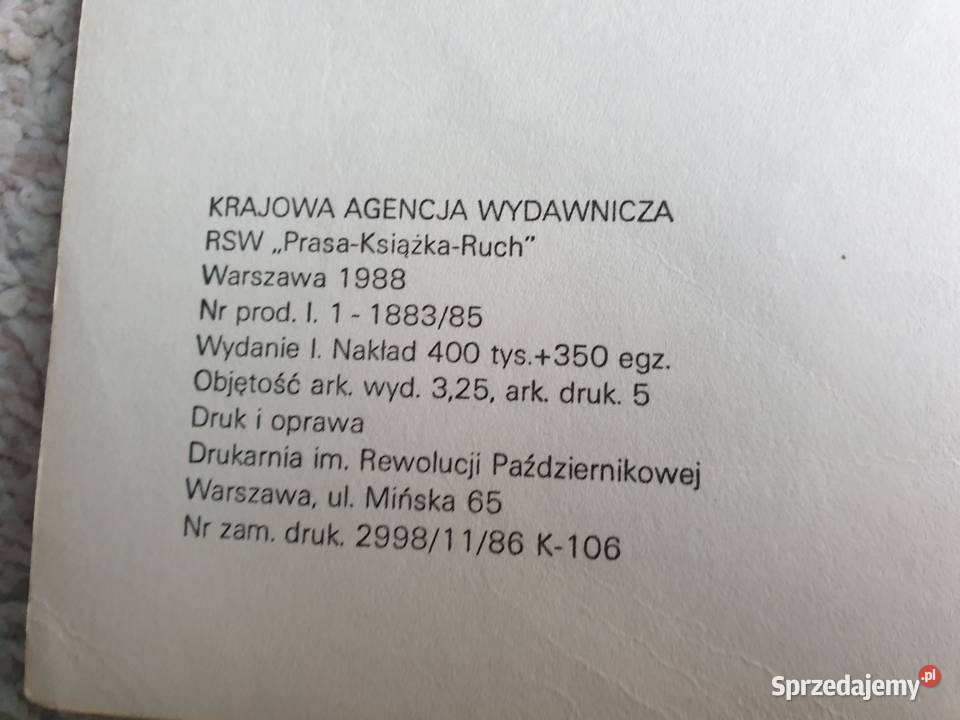 KRAJOWA AGENCJA WYDAWNICZA
RSW „Prasa-Książka-Ruch”
Warszawa 1988
Nr prod. I. 1 - 1883/85
Wydanie I. Nakład 400 tys.+350 egz.
Objętość ark. wyd. 3,25, ark. druk. 5
Druk i oprawa
Drukarnia im. Rewolucji Październikowej
Warszawa, ul. Mińska 65
Nr zam. druk. 2998/11/86 K-106
Sprzedajemy.pl